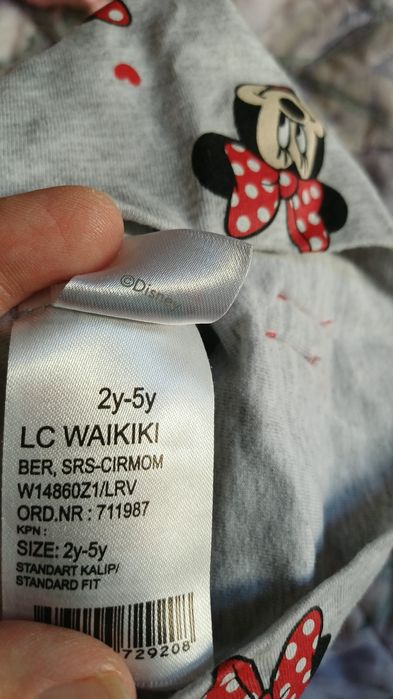 ©Disney
2y-5y
LC WAIKIKI
BER, SRS-CIRMOM
W14860Z1/LRV
ORD.NR : 711987
KPN :
SIZE: 2y-5y
STANDART KALIP/
STANDARD FIT
729208